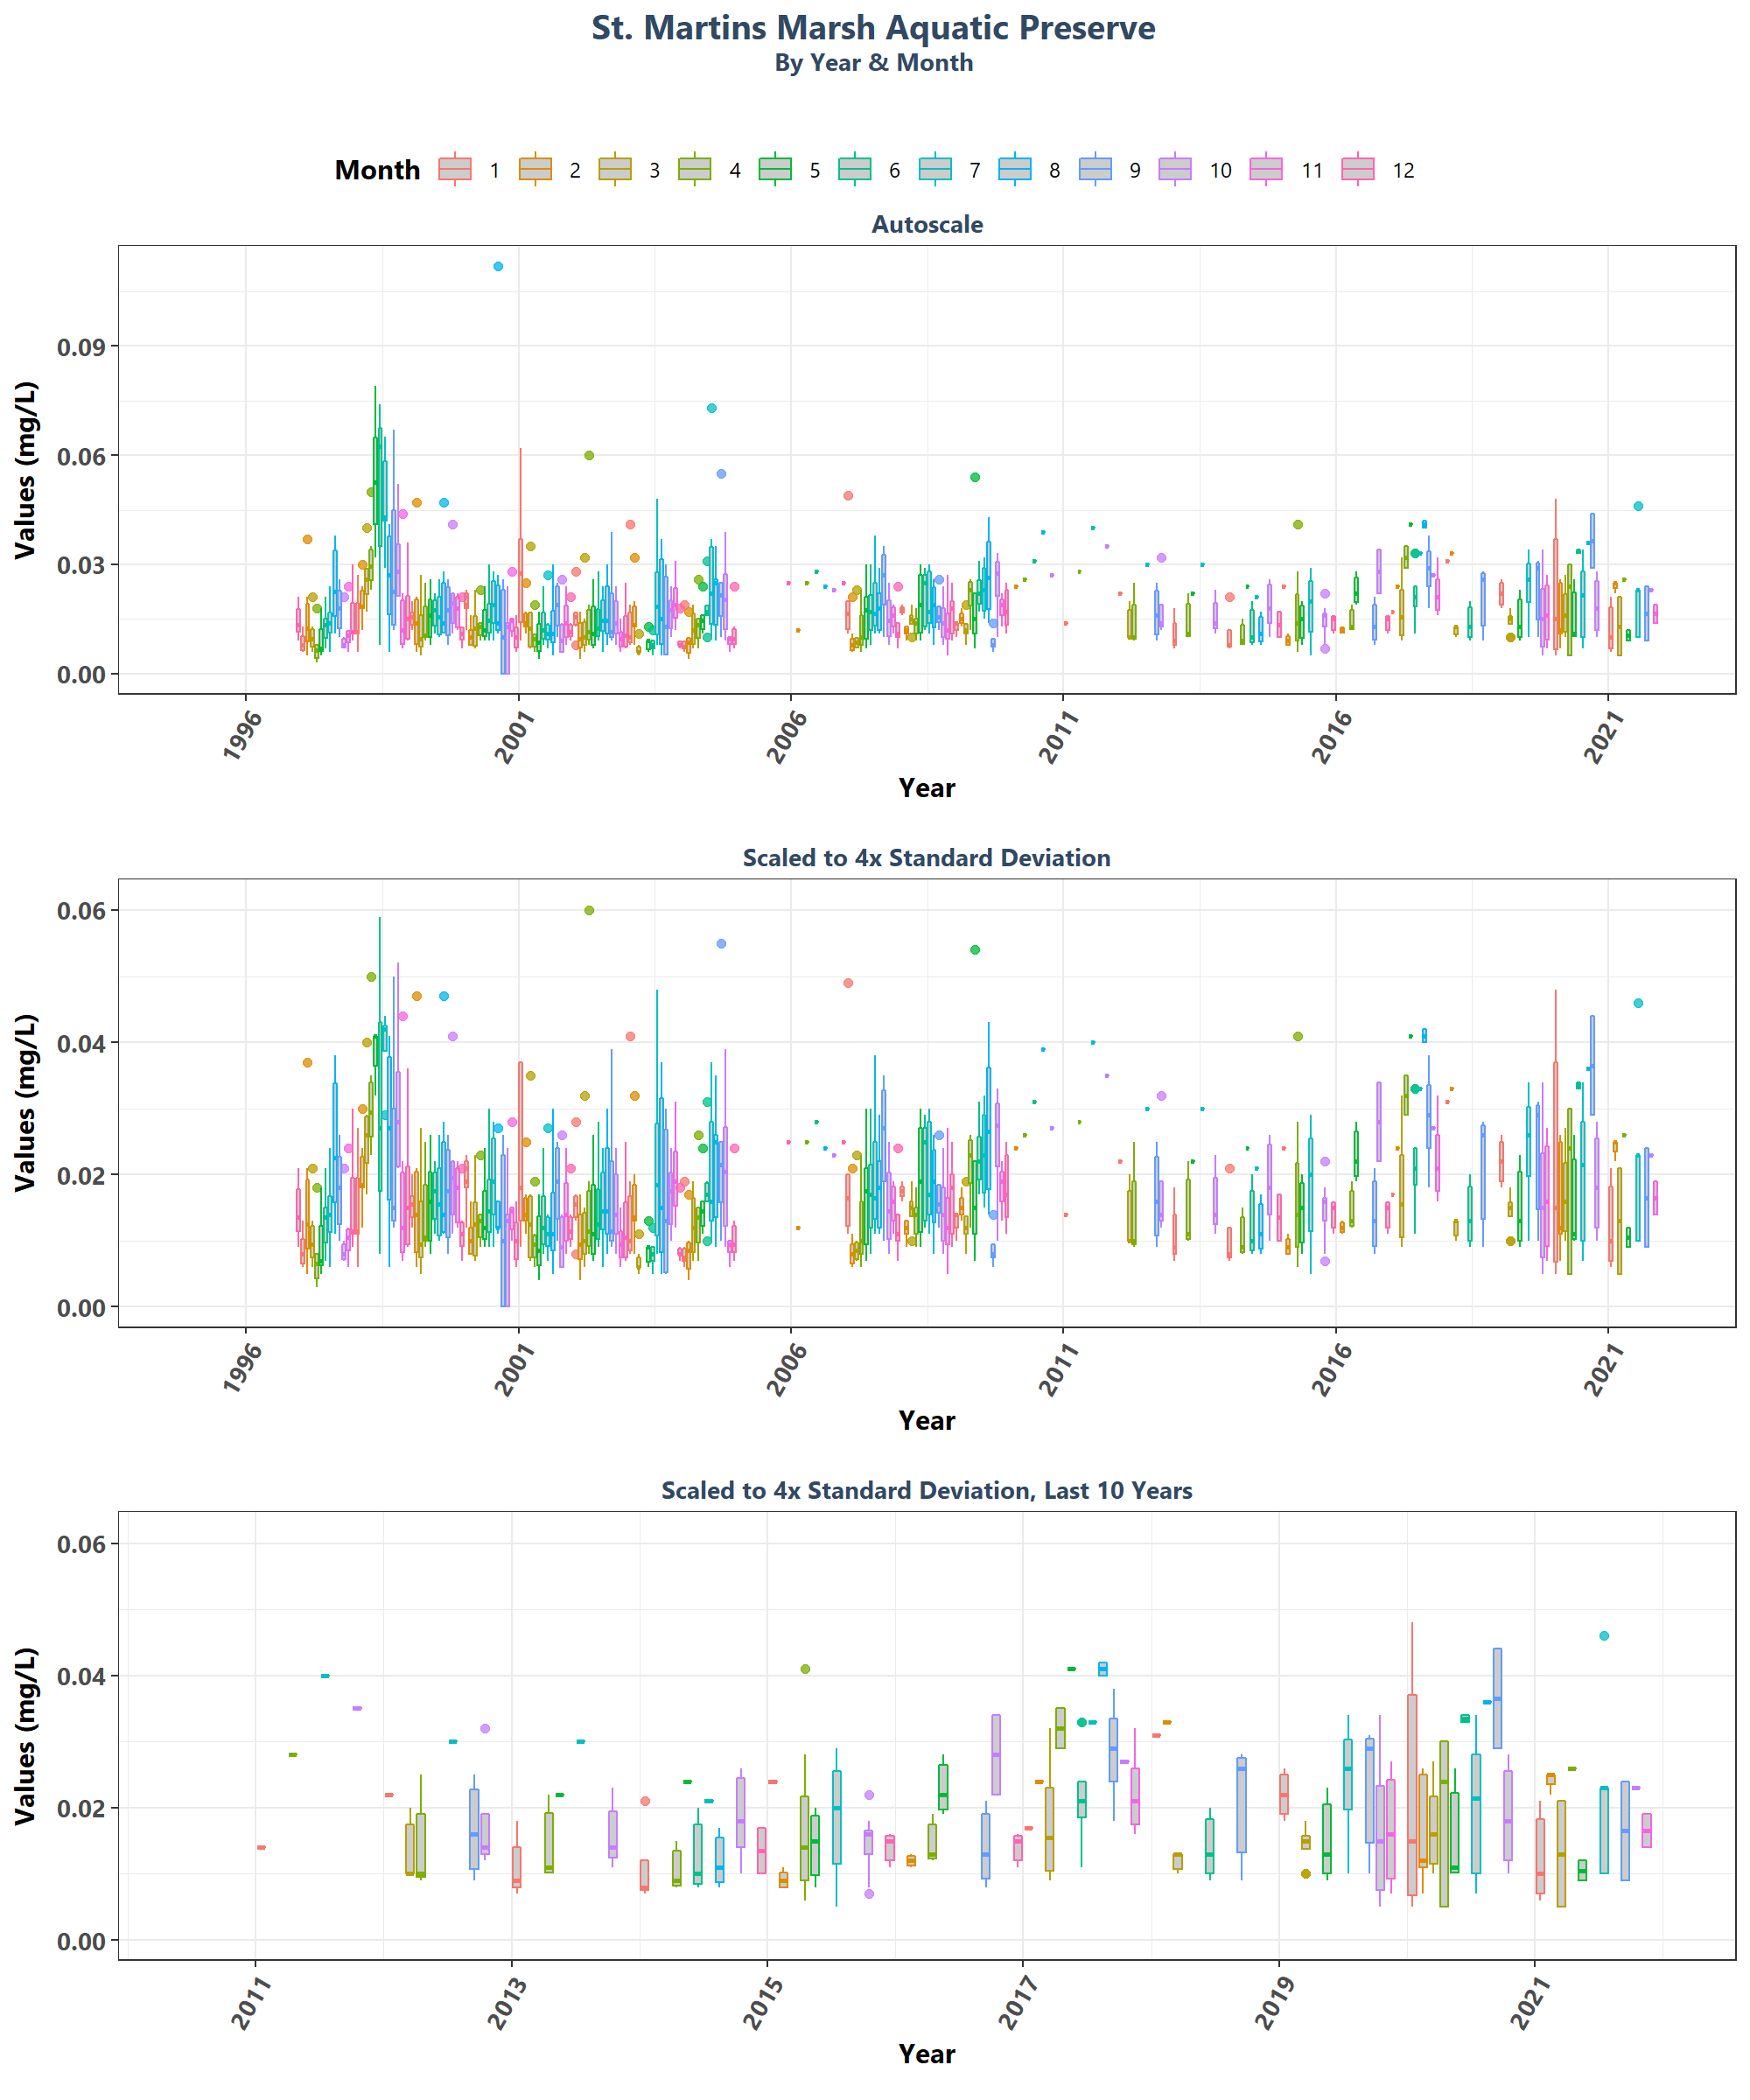 St. Martins Marsh Aquatic Preserve
By Year & Month
Month 1 2 3 4 5 6 7 8 9 10 11 12
Autoscale
Values (mg/L)
0.09
0.06
0.03
0.00
1996 2001 2006 2011 2016 2021
Year
Scaled to 4x Standard Deviation
Values (mg/L)
0.06
0.04
0.02
0.00
1996 2001 2006 2011 2016 2021
Year
Scaled to 4x Standard Deviation, Last 10 Years
Values (mg/L)
0.06
0.04
0.02
0.00
2011 2013 2015 2017 2019 2021
Year